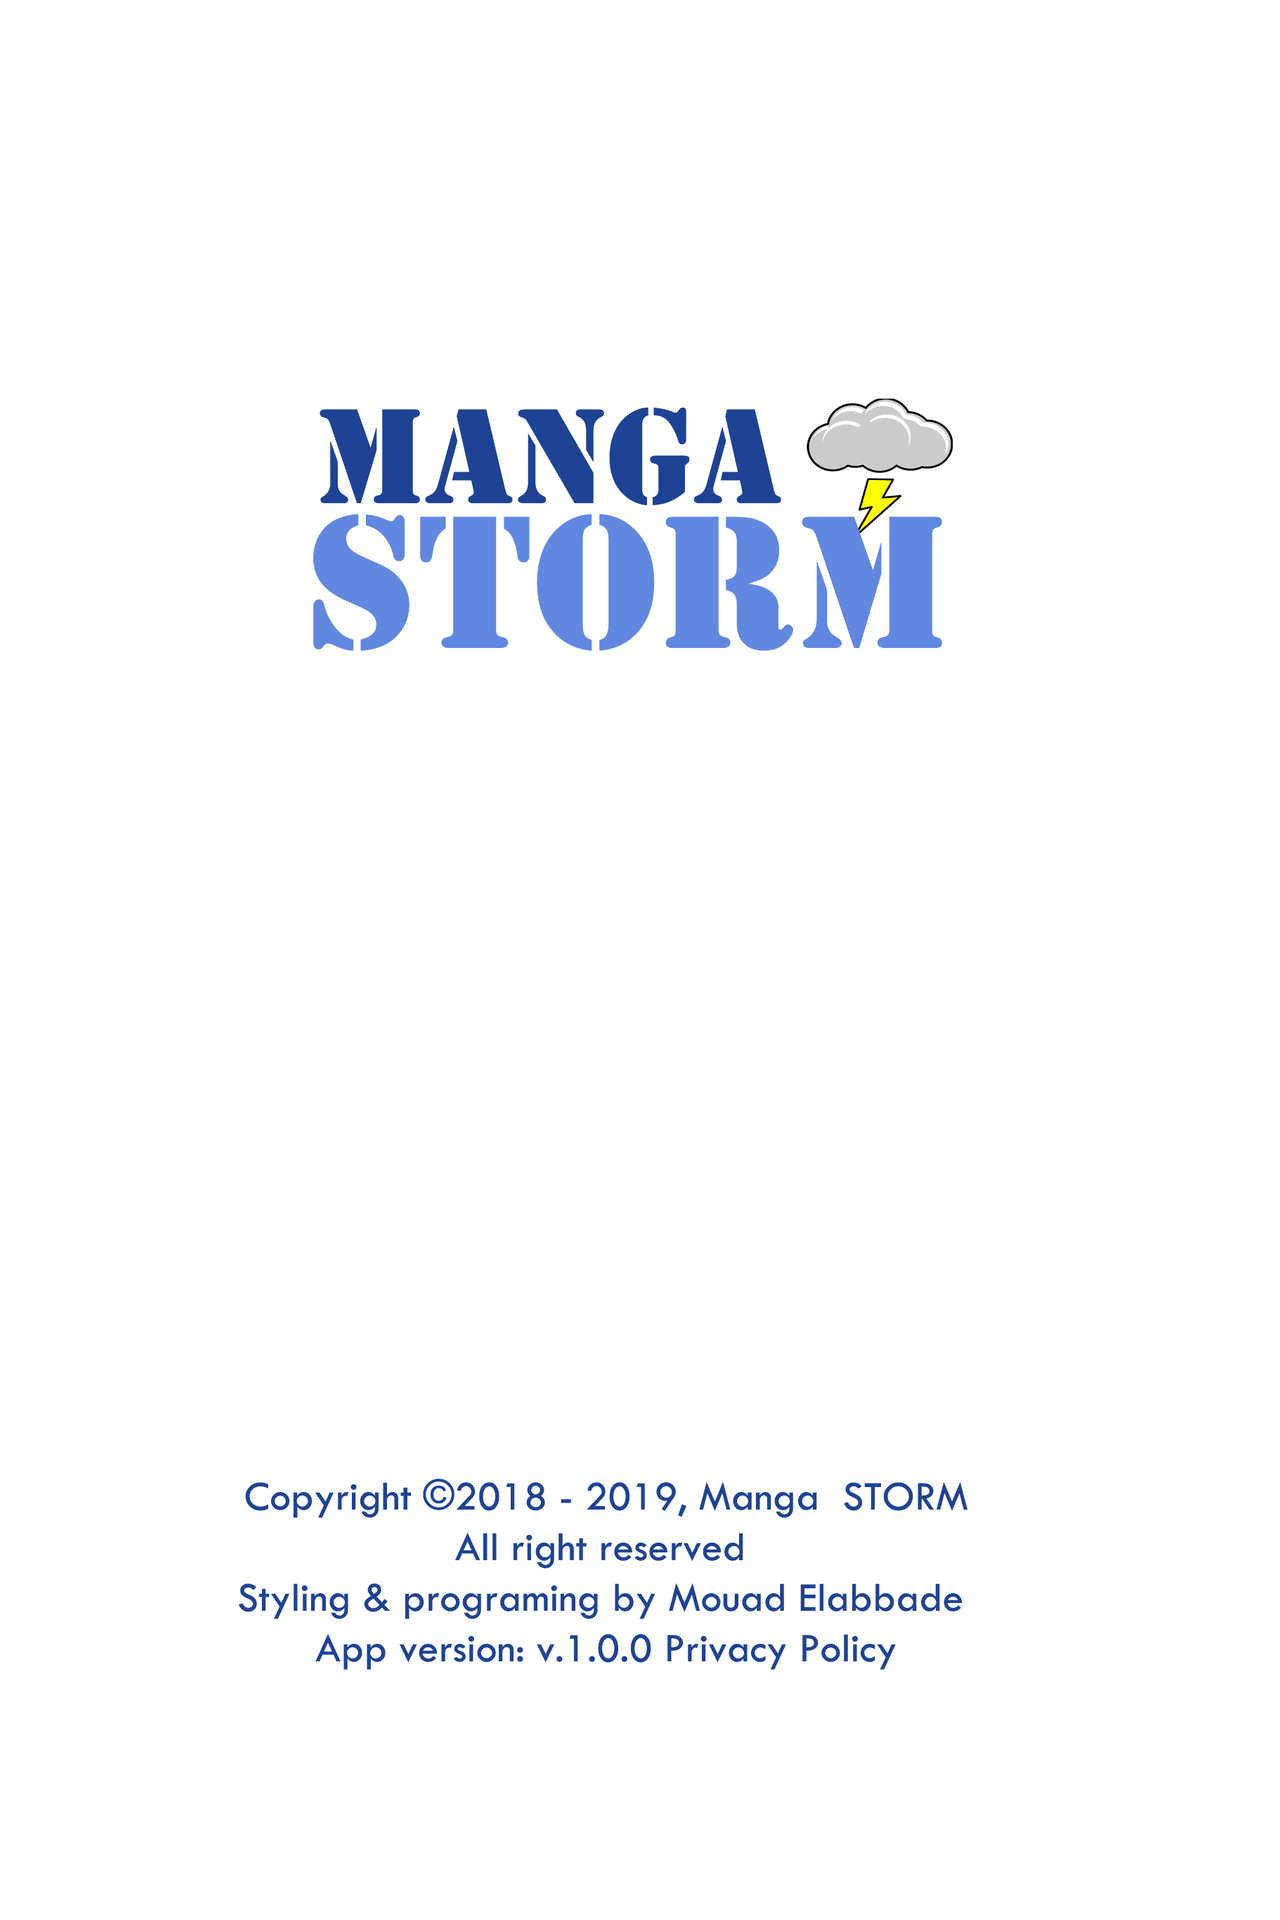 MANGA
STORM
Copyright ©2018 - 2019, Manga  STORM
All right reserved
Styling & programing by Mouad Elabbade
App version: v.1.0.0 Privacy Policy